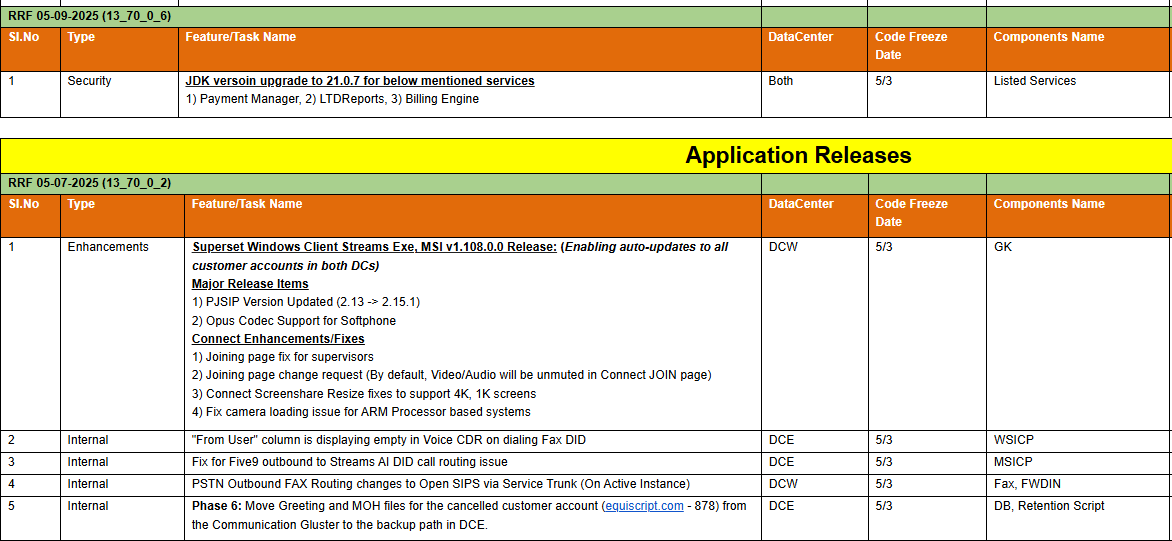 RRF 05-09-2025 (13_70_0_6)
SI.No Type Feature/Task Name DataCenter Code Freeze Date Components Name
1 Security JDK versoin upgrade to 21.0.7 for below mentioned services Both 5/3 Listed Services
1) Payment Manager, 2) LTDReports, 3) Billing Engine
Application Releases
RRF 05-07-2025 (13_70_0_2)
SI.No Type Feature/Task Name DataCenter Code Freeze Date Components Name
1 Enhancements Superset Windows Client Streams Exe, MSI v1.108.0.0 Release: (Enabling auto-updates to all DCW 5/3 GK
customer accounts in both DCs)
Major Release Items
1) PJSIP Version Updated (2.13 -> 2.15.1)
2) Opus Codec Support for Softphone
Connect Enhancements/Fixes
1) Joining page fix for supervisors
2) Joining page change request (By default, Video/Audio will be unmuted in Connect JOIN page)
3) Connect Screenshare Resize fixes to support 4K, 1K screens
4) Fix camera loading issue for ARM Processor based systems
2 Internal "From User" column is displaying empty in Voice CDR on dialing Fax DID DCE 5/3 WSICP
3 Internal Fix for Five9 outbound to Streams AI DID call routing issue DCE 5/3 MSICP
4 Internal PSTN Outbound FAX Routing changes to Open SIPS via Service Trunk (On Active Instance) DCW 5/3 Fax, FWDIN
5 Internal Phase 6: Move Greeting and MOH files for the cancelled customer account (equiscript.com - 878) from DCE 5/3 DB, Retention Script
the Communication Gluster to the backup path in DCE.